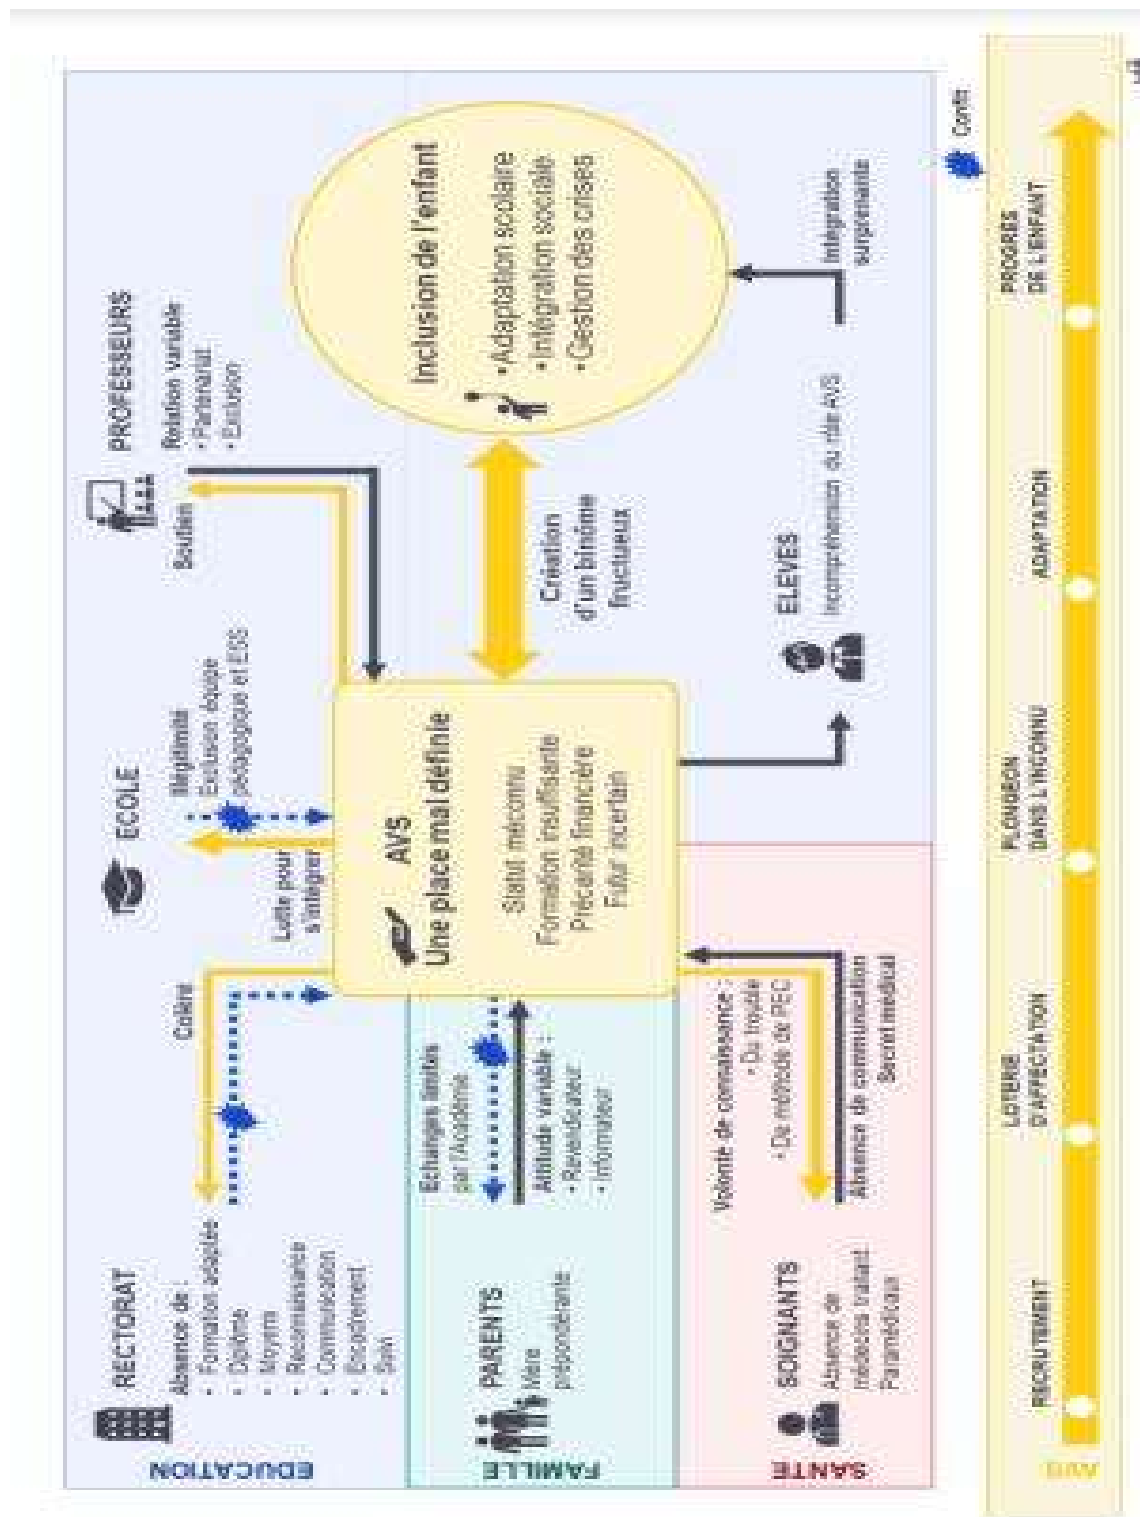 EDUCATION
RECTORAT
Absence de :
• Formation adaptée
• Diplôme
• Moyens
• Reconnaissance
• Communication
• Encadrement
• Suivi
Colère
ECOLE
Illégitimité
Exclusion équipe
pédagogique et ESS
Lutte pour
s'intégrer
PROFESSEURS
Relation variable
• Partenariat
• Exclusion
Soutien
FAMILLE
PARENTS
Mère
prépondérante
Echanges limités
par l'Académie
Attitude variable :
• Revendicateur
• Informateur
AVS
Une place mal définie
Statut méconnu
Formation insuffisante
Précarité financière
Futur incertain
Création
d'un binôme
fructueux
Inclusion de l'enfant
• Adaptation scolaire
• Intégration sociale
• Gestion des crises
SANTE
SOIGNANTS
Absence de
médecins traitant
Paramédicaux
Volonté de connaissance :
• Du trouble
• De méthode de PEC
Absence de communication
Secret médical
ELEVES
Incompréhension du rôle AVS
Intégration
surprenante
Conflit
RECRUTEMENT
LOTERIE
D'AFFECTATION
PLONGEON
DANS L'INCONNU
ADAPTATION
PROGRES
DE L'ENFANT